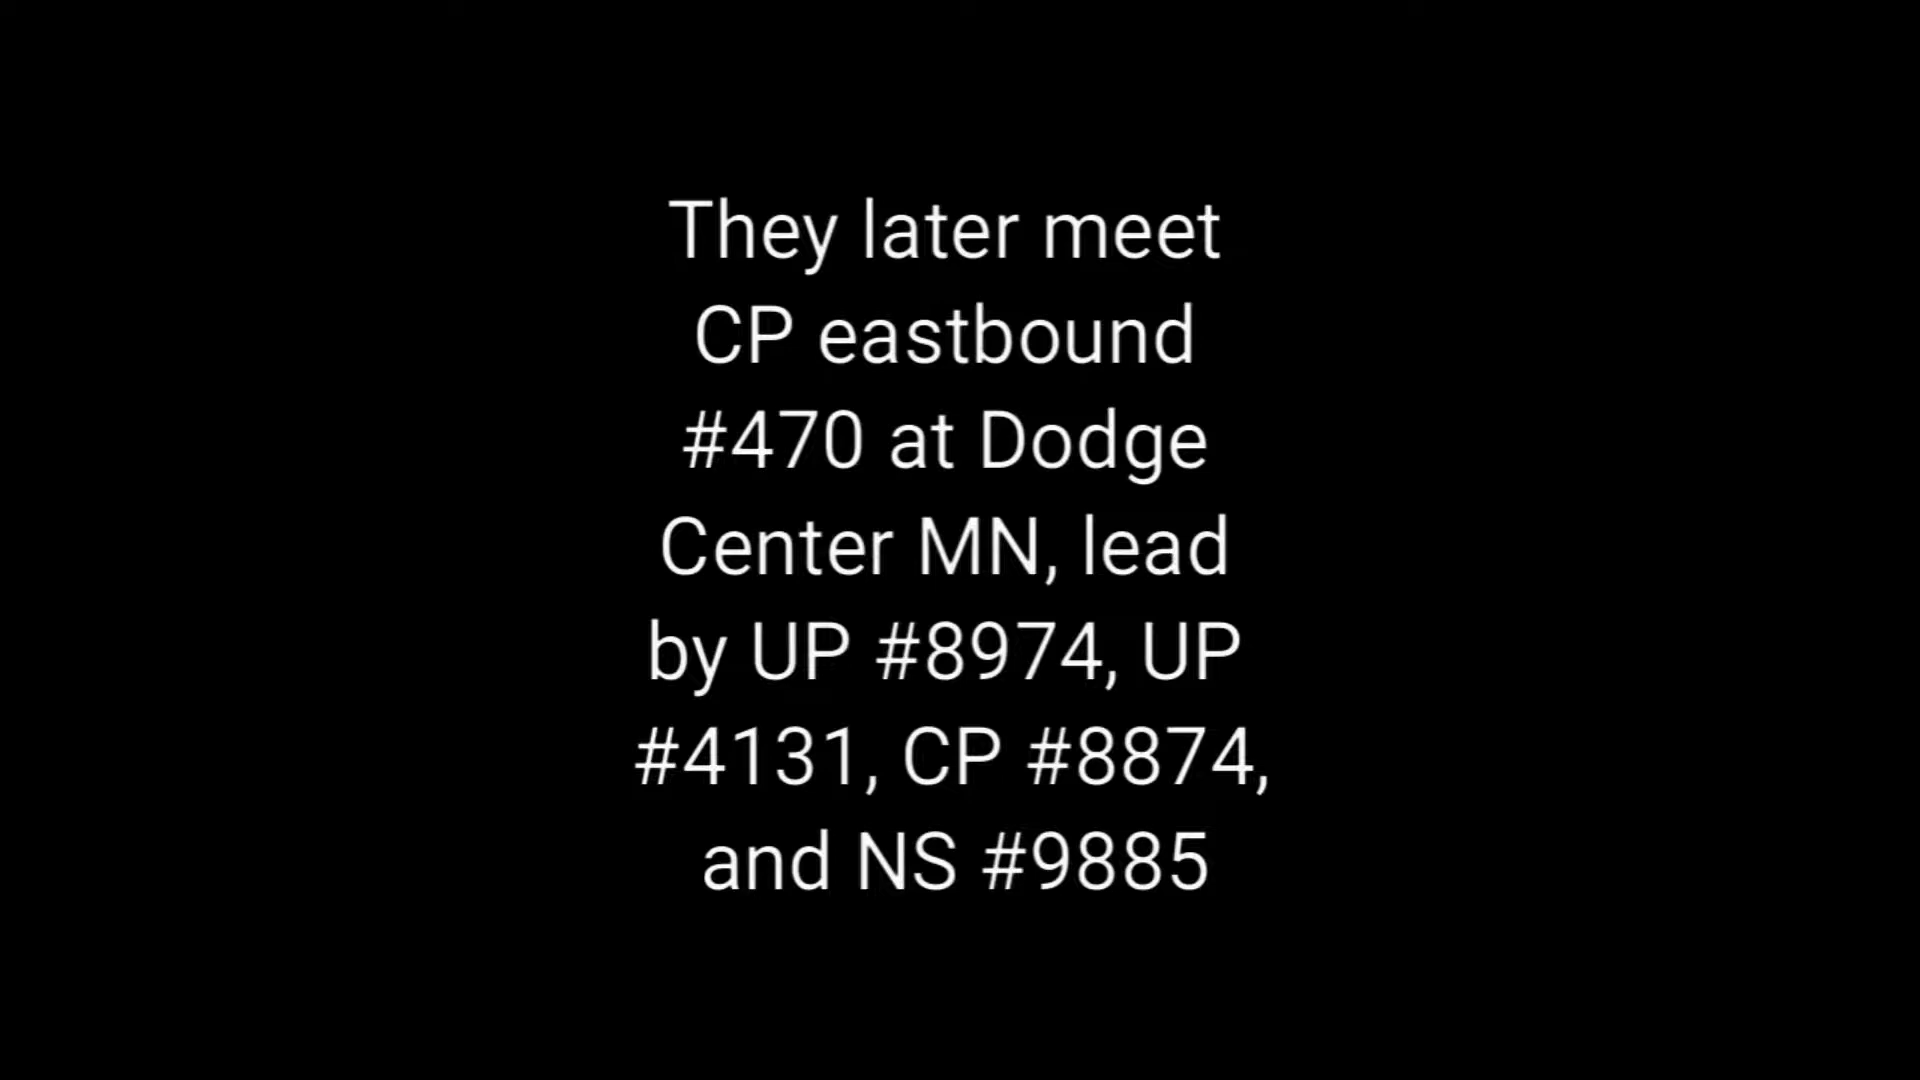 They later meet
CP eastbound
#470 at Dodge
Center MN, lead
by UP #8974, UP
#4131, CP #8874,
and NS #9885